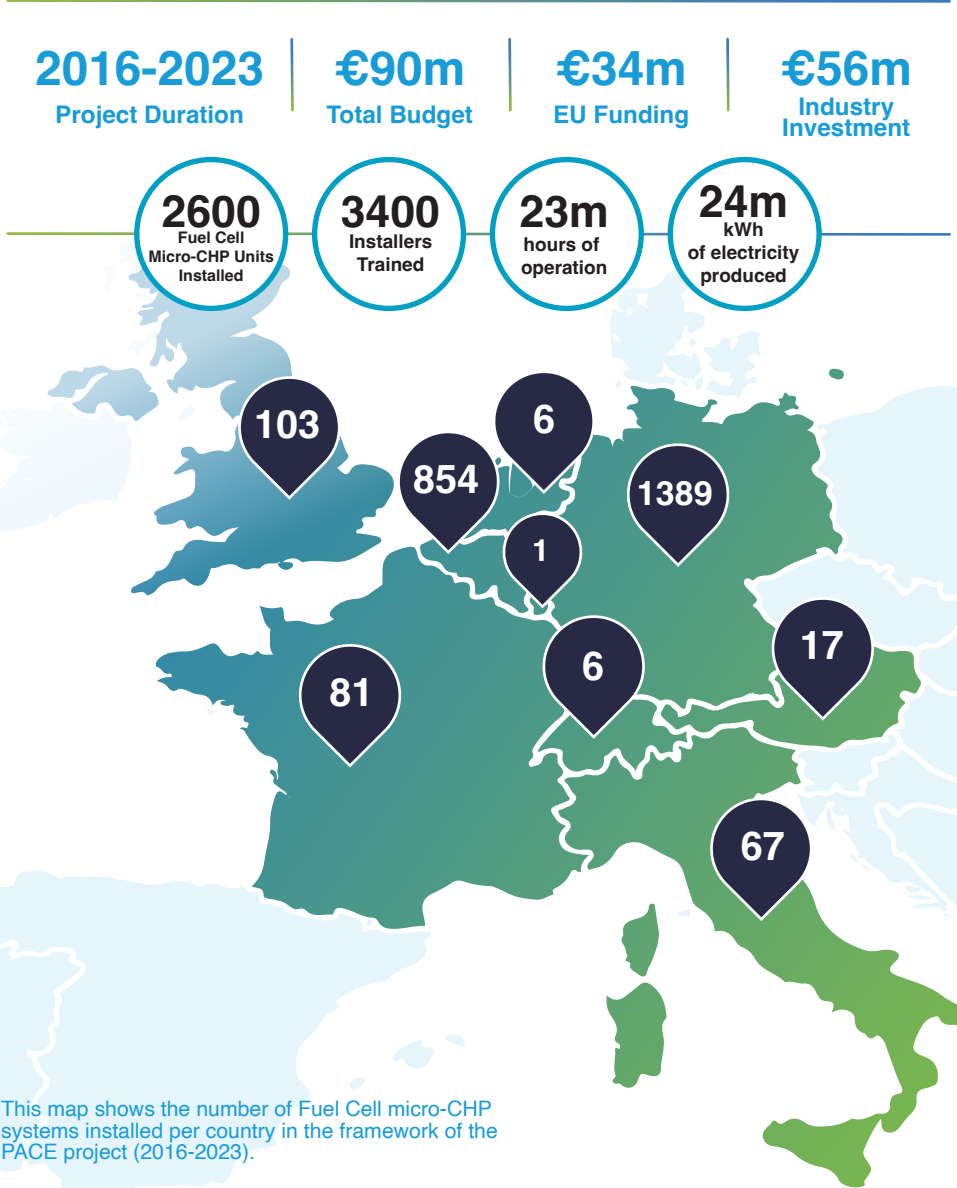 2016-2023
Project Duration
€90m
Total Budget
€34m
EU Funding
€56m
Industry
Investment
2600
Fuel Cell
Micro-CHP Units
Installed
3400
Installers
Trained
23m
hours of
operation
24m
kWh
of electricity
produced
103
6
854
1389
1
17
6
81
67
This map shows the number of Fuel Cell micro-CHP
systems installed per country in the framework of the
PACE project (2016-2023).